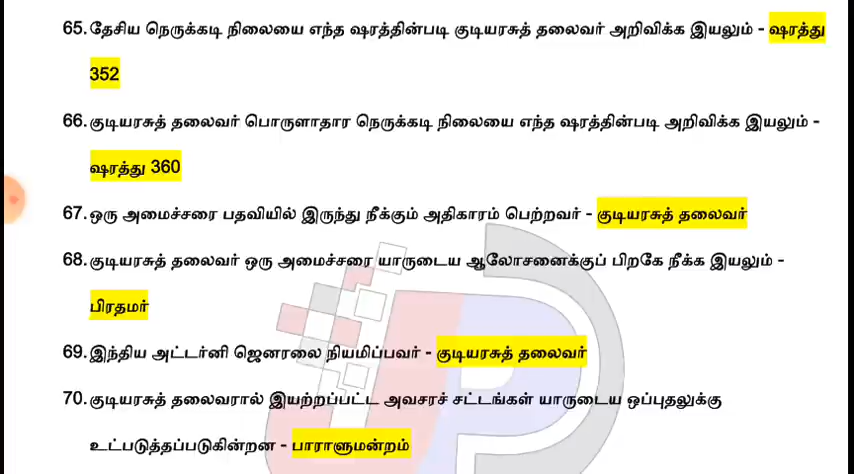 65. தேசிய நெருக்கடி நிலையை எந்த ஷரத்தின்படி குடியரசுத் தலைவர் அறிவிக்க இயலும் - ஷரத்து
352
66. குடியரசுத் தலைவர் பொருளாதார நெருக்கடி நிலையை எந்த ஷரத்தின்படி அறிவிக்க இயலும் -
ஷரத்து 360
67. ஒரு அமைச்சரை பதவியில் இருந்து நீக்கும் அதிகாரம் பெற்றவர் - குடியரசுத் தலைவர்
68. குடியரசுத் தலைவர் ஒரு அமைச்சரை யாருடைய ஆலோசனைக்குப் பிறகே நீக்க இயலும் -
பிரதமர்
69. இந்திய அட்டர்னி ஜெனரலை நியமிப்பவர் - குடியரசுத் தலைவர்
70. குடியரசுத் தலைவரால் இயற்றப்பட்ட அவசரச் சட்டங்கள் யாருடைய ஒப்புதலுக்கு
உட்படுத்தப்படுகின்றன - பாராளுமன்றம்